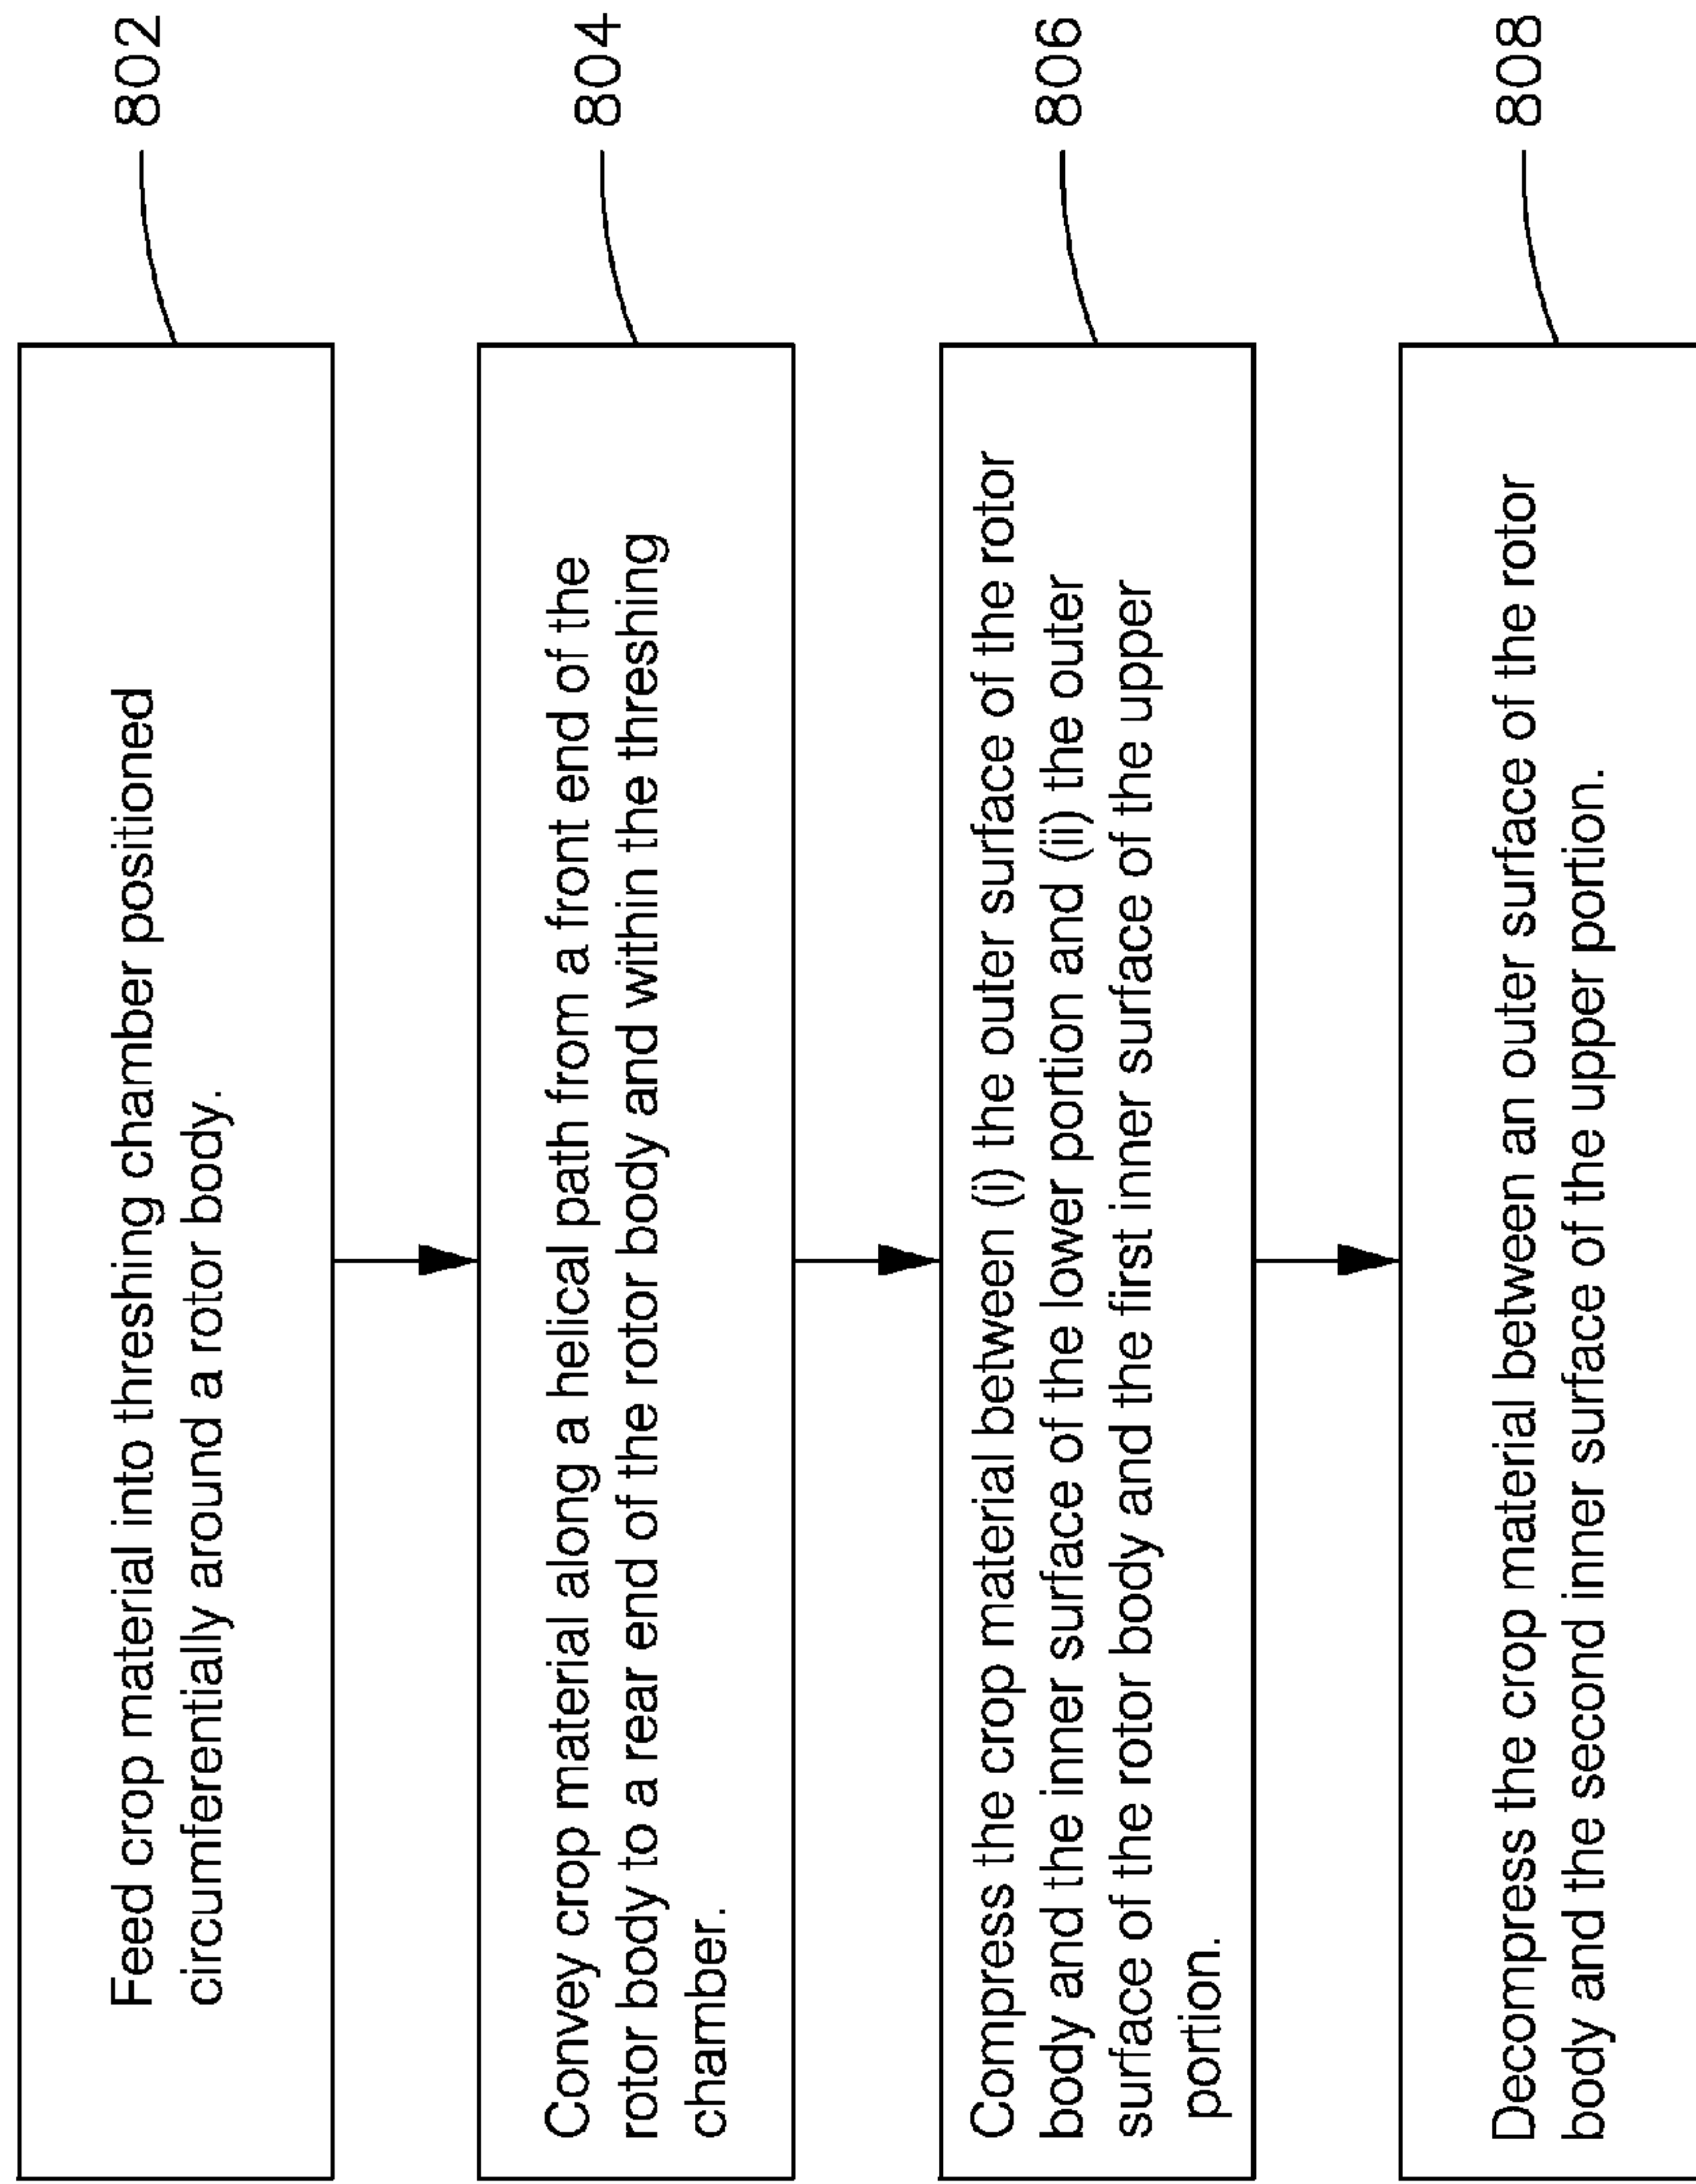 Feed crop material into threshing chamber positioned
circumferentially around a rotor body.
802
Convey crop material along a helical path from a front end of the
rotor body to a rear end of the rotor body and within the threshing
chamber.
804
Compress the crop material between (i) the outer surface of the rotor
body and the inner surface of the lower portion and (ii) the outer
surface of the rotor body and the first inner surface of the upper
portion.
806
Decompress the crop material between an outer surface of the rotor
body and the second inner surface of the upper portion.
808